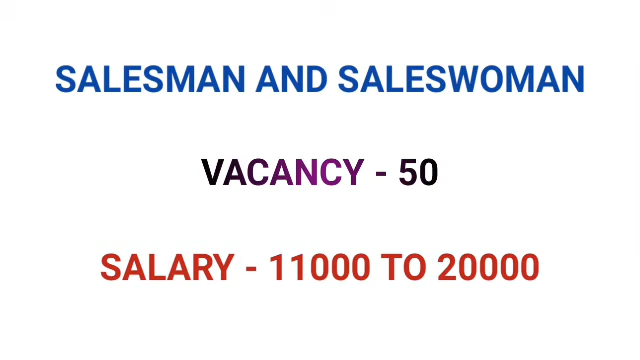 SALESMAN AND SALESWOMAN
VACANCY - 50
SALARY - 11000 TO 20000